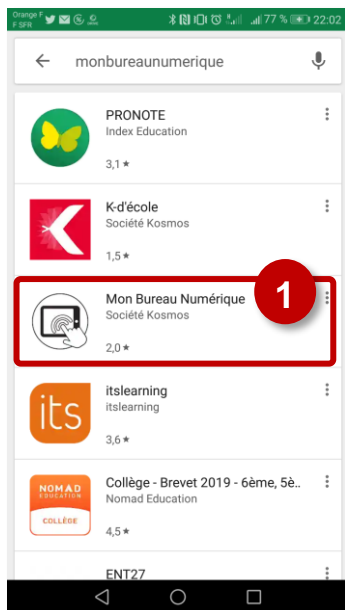 Orange F
F SFR
77 % 22:02
monbureaunumerique
PRONOTE
Index Education
3,1 ★
K-d'école
Société Kosmos
1,5 ★
Mon Bureau Numérique
Société Kosmos
2,0 ★
1
its
itslearning
itslearning
3,6 ★
NOMAD
EDUCATION
COLLÈGE
Collège - Brevet 2019 - 6ème, 5è..
Nomad Education
4,5 ★
ENT27